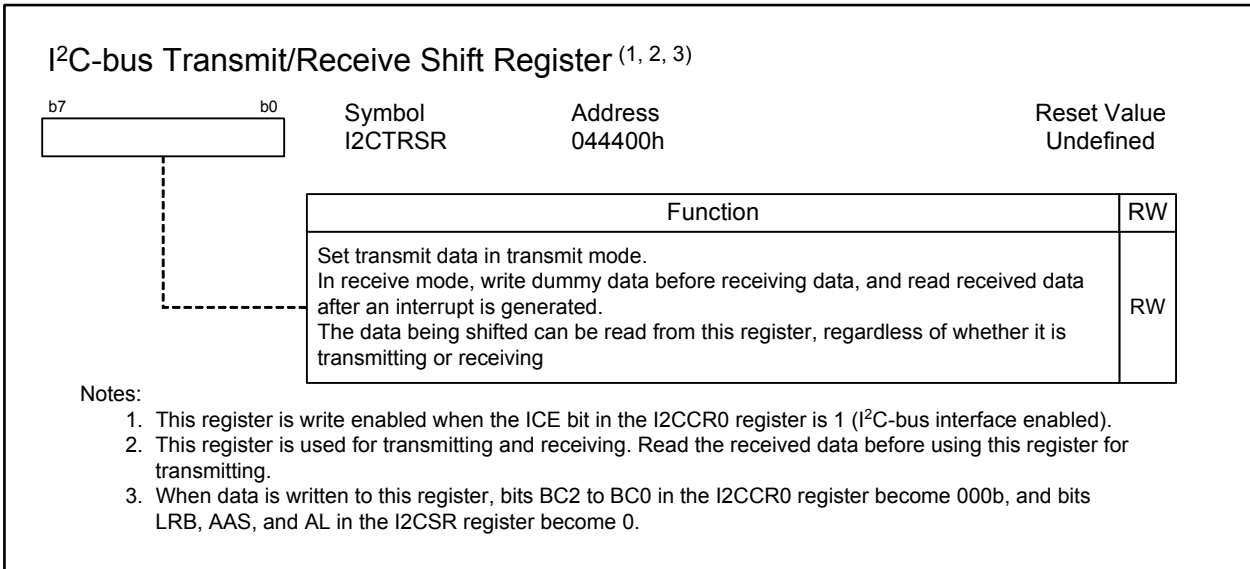 I²C-bus Transmit/Receive Shift Register (1, 2, 3)
b7 b0 Symbol Address Reset Value
I2CTRSR 044400h Undefined
Function RW
Set transmit data in transmit mode.
In receive mode, write dummy data before receiving data, and read received data
after an interrupt is generated.
The data being shifted can be read from this register, regardless of whether it is
transmitting or receiving
RW
Notes:
1. This register is write enabled when the ICE bit in the I2CCR0 register is 1 (I²C-bus interface enabled).
2. This register is used for transmitting and receiving. Read the received data before using this register for
transmitting.
3. When data is written to this register, bits BC2 to BC0 in the I2CCR0 register become 000b, and bits
LRB, AAS, and AL in the I2CSR register become 0.